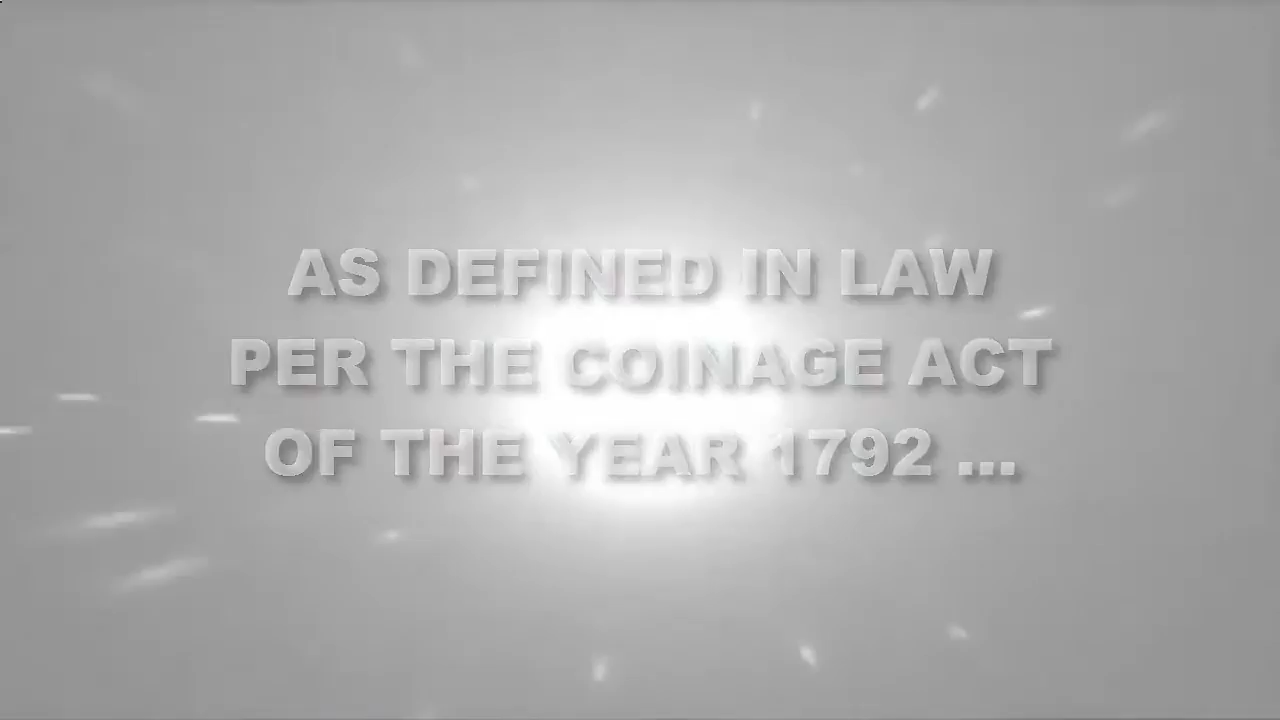 AS DEFINED IN LAW
PER THE COINAGE ACT
OF THE YEAR 1792 ...